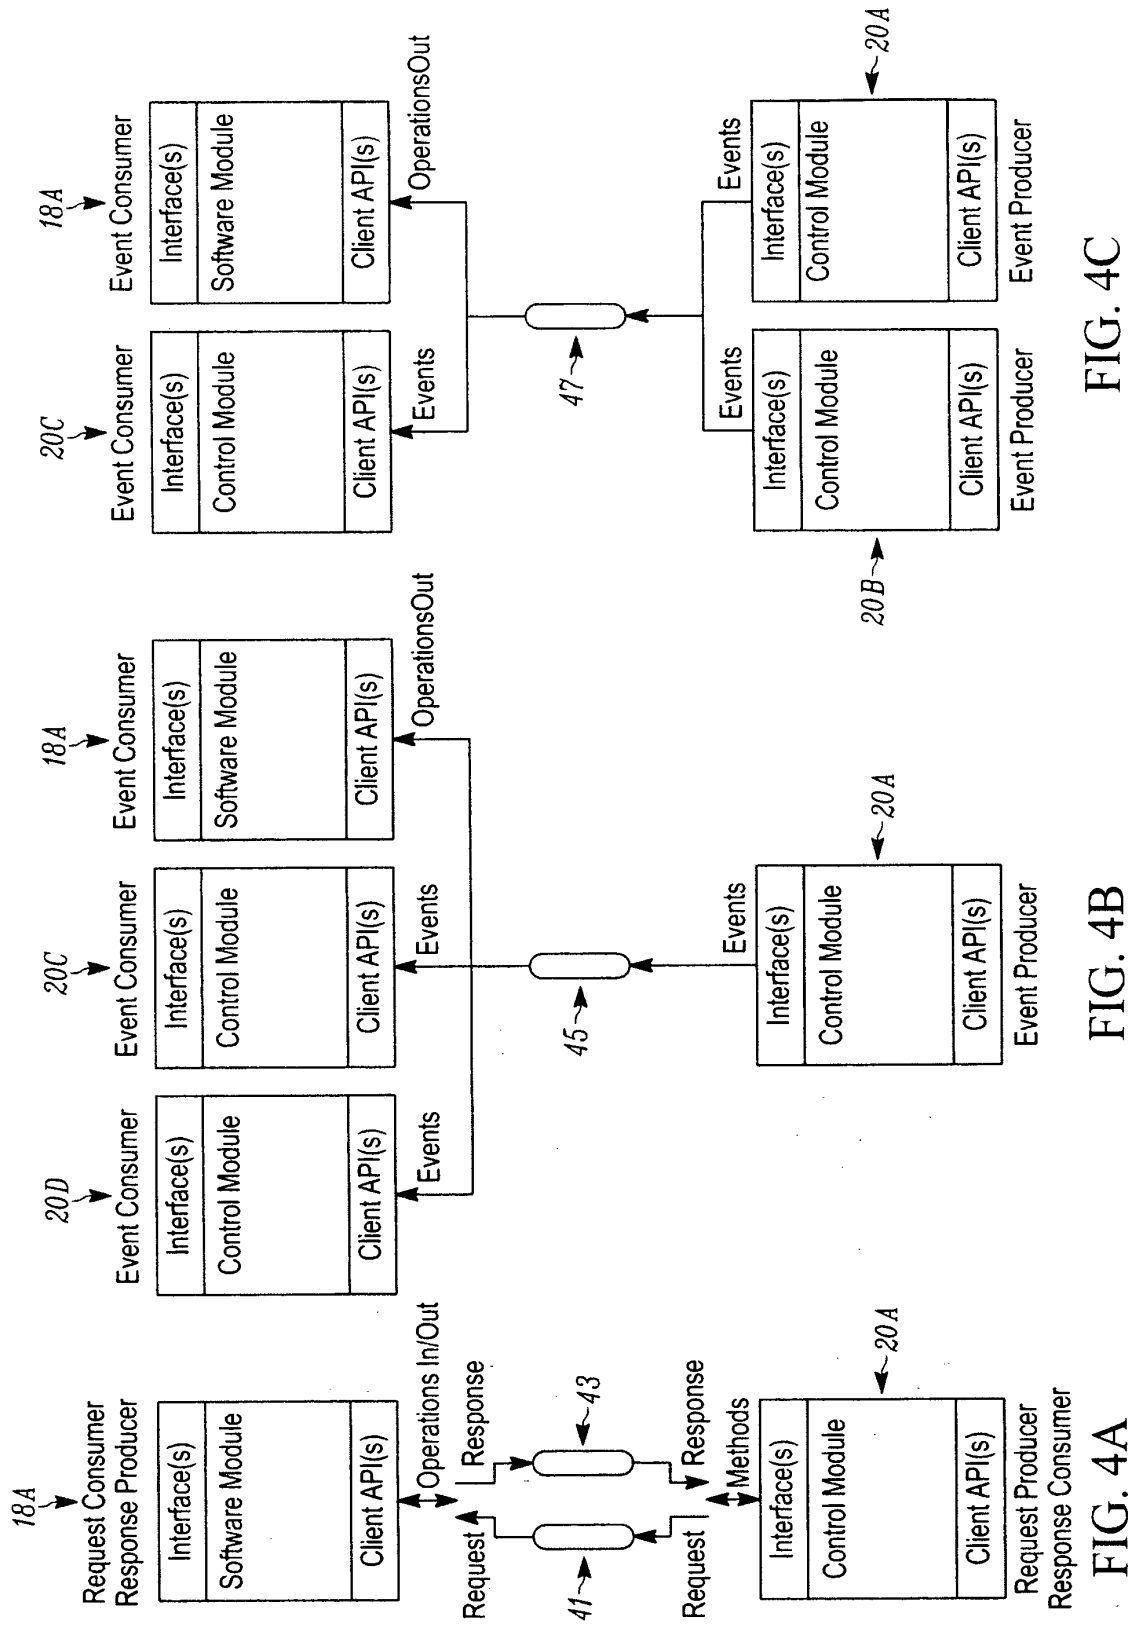 18A
Request Consumer
Response Producer
Interface(s)
Software Module
Client API(s)
Operations In/Out
Request
Response
41
43
Request
Response
Methods
Interface(s)
Control Module
Client API(s)
20A
Request Producer
Response Consumer
FIG. 4A
20D
Event Consumer
Interface(s)
Control Module
Client API(s)
Events
20C
Event Consumer
Interface(s)
Control Module
Client API(s)
Events
18A
Event Consumer
Interface(s)
Software Module
Client API(s)
OperationsOut
45
Events
Interface(s)
Control Module
Client API(s)
20A
Event Producer
FIG. 4B
20C
Event Consumer
Interface(s)
Control Module
Client API(s)
Events
18A
Event Consumer
Interface(s)
Software Module
Client API(s)
OperationsOut
47
Events
Interface(s)
Control Module
Client API(s)
20B
Event Producer
Events
Interface(s)
Control Module
Client API(s)
20A
Event Producer
FIG. 4C